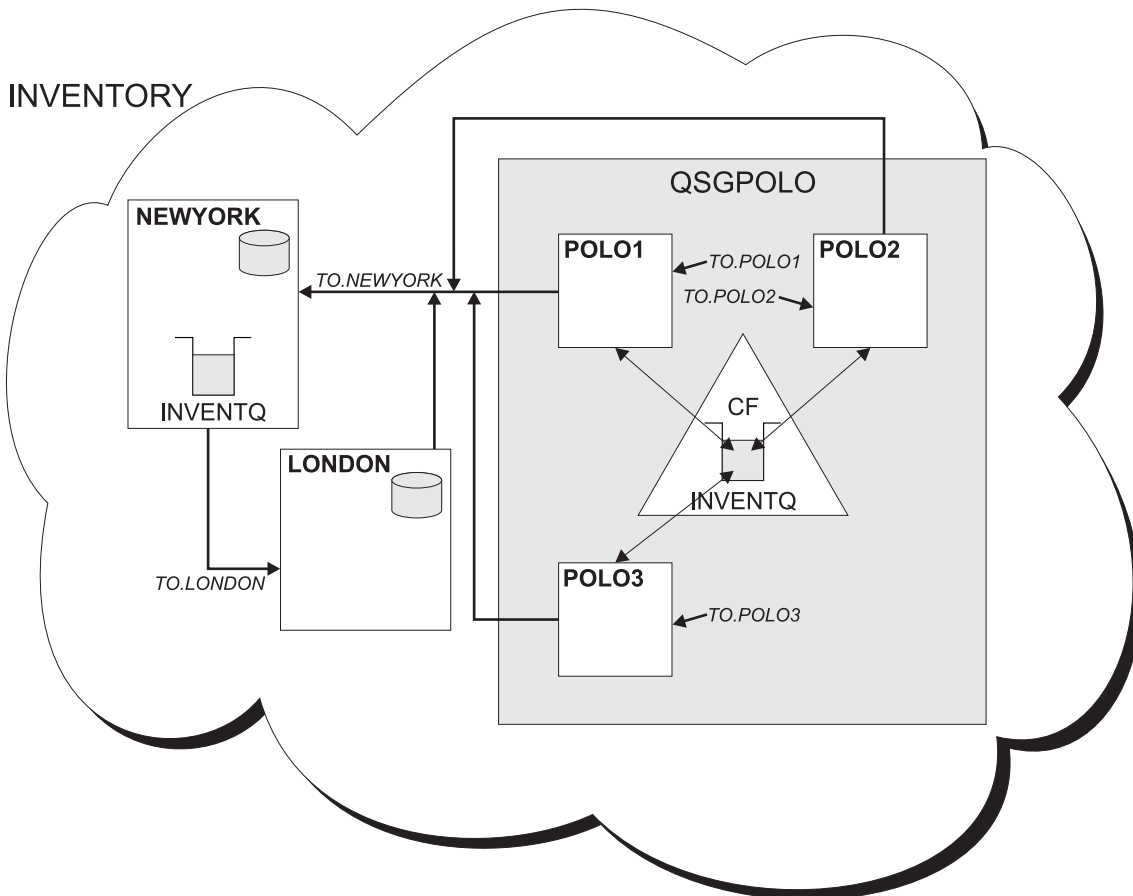 INVENTORY
QSGPOLO
NEWYORK
POLO1
POLO2
TO.POLO1
TO.NEWYORK
TO.POLO2
INVENTQ
CF
LONDON
INVENTQ
POLO3
TO.LONDON
TO.POLO3